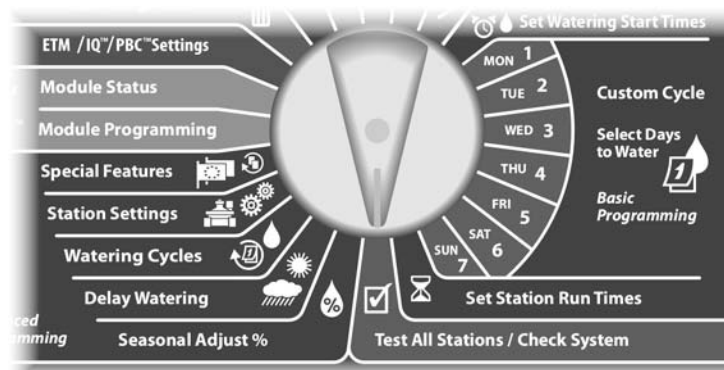 Set Watering Start Times
ETM / IQ™/PBC™Settings
Module Status
Module Programming
Special Features
Station Settings
Watering Cycles
Delay Watering
Seasonal Adjust %
%
MON 1
TUE 2
WED 3
THU 4
FRI 5
SAT 6
SUN 7
Custom Cycle
Select Days
to Water
1
Basic
Programming
Set Station Run Times
Test All Stations / Check System